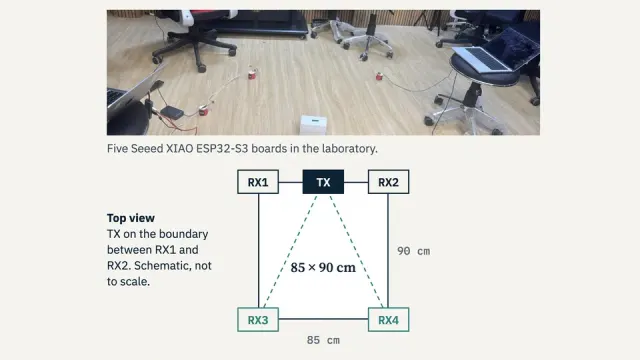 Five Seeed XIAO ESP32-S3 boards in the laboratory.
RX1
TX
RX2
Top view
TX on the boundary
between RX1 and
RX2. Schematic, not
to scale.
90 cm
85 × 90 cm
RX3
RX4
85 cm